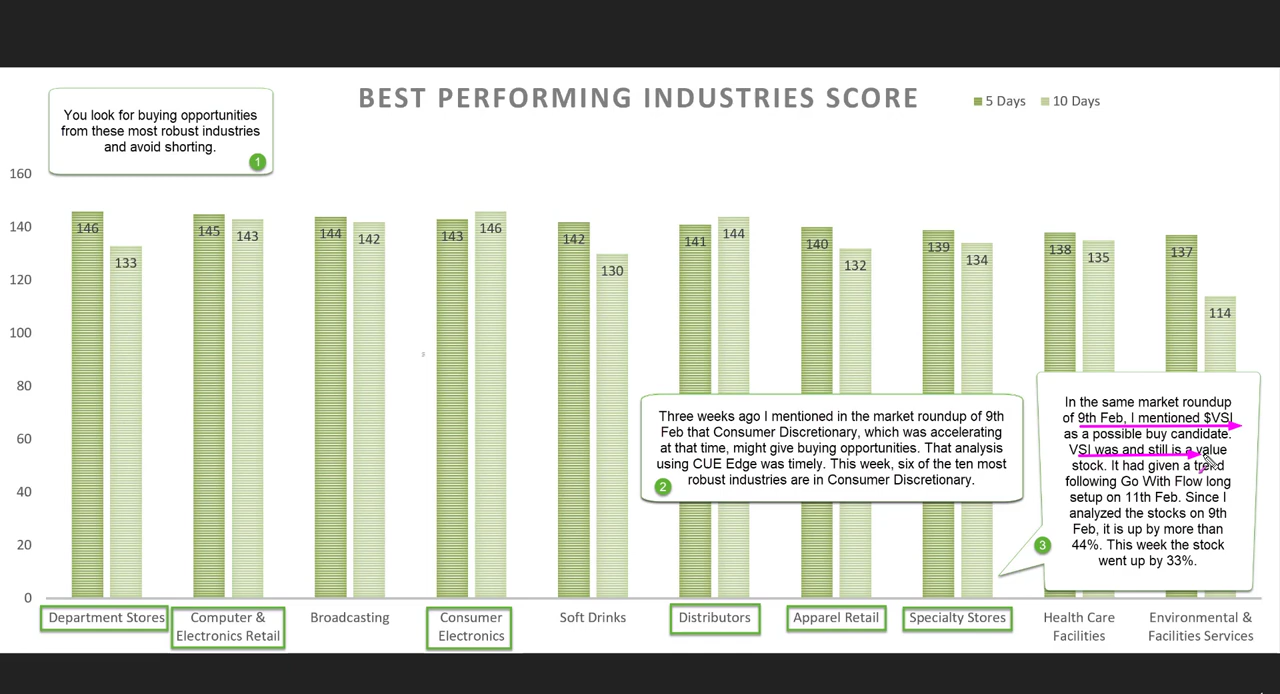 BEST PERFORMING INDUSTRIES SCORE
5 Days
10 Days
You look for buying opportunities
from these most robust industries
and avoid shorting.
1
160
140
120
100
80
60
40
20
0
146
133
145
143
144
142
143
146
142
130
141
144
140
132
139
134
138
135
137
114
Three weeks ago I mentioned in the market roundup of 9th
Feb that Consumer Discretionary, which was accelerating
at that time, might give buying opportunities. That analysis
using CUE Edge was timely. This week, six of the ten most
robust industries are in Consumer Discretionary.
2
In the same market roundup
of 9th Feb, I mentioned $VSI
as a possible buy candidate.
VSI was and still is a value
stock. It had given a trend
following Go With Flow long
setup on 11th Feb. Since I
analyzed the stocks on 9th
Feb, it is up by more than
44%. This week the stock
went up by 33%.
3
Department Stores
Computer &
Electronics Retail
Broadcasting
Consumer
Electronics
Soft Drinks
Distributors
Apparel Retail
Specialty Stores
Health Care
Facilities
Environmental &
Facilities Services